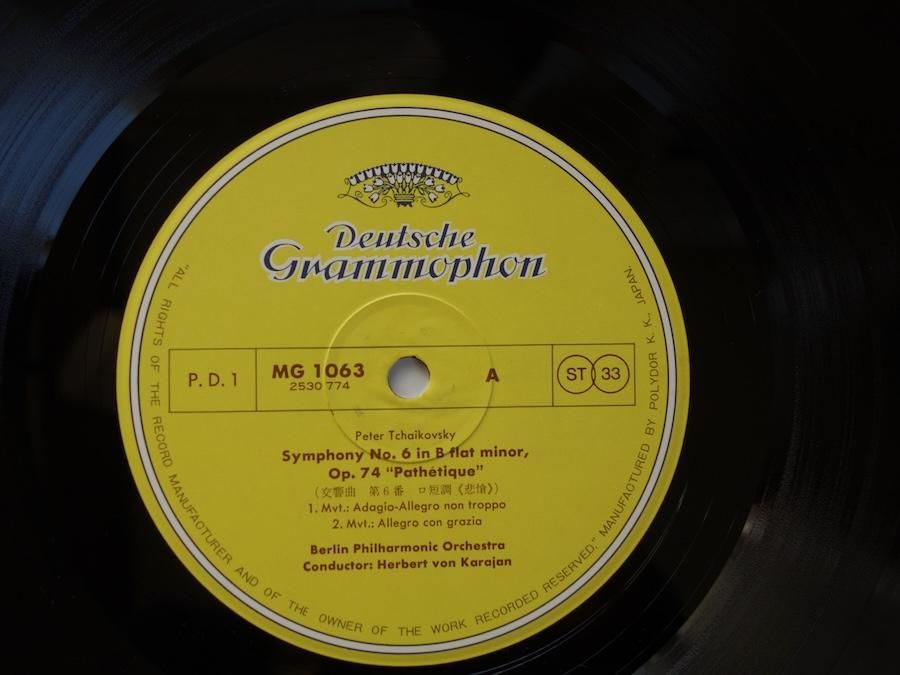 Deutsche
Grammophon
P. D. 1
MG 1063
2530 774
A
ST 33
Peter Tchaikovsky
Symphony No. 6 in B flat minor,
Op. 74 "Pathétique"
(交響曲 第6番 ロ短調《悲愴》)
1. Mvt.: Adagio-Allegro non troppo
2. Mvt.: Allegro con grazia
Berlin Philharmonic Orchestra
Conductor: Herbert von Karajan
"ALL RIGHTS OF THE RECORD MANUFACTURER AND OF THE OWNER OF THE WORK RECORDED RESERVED." MANUFACTURED BY POLYDOR K. K., JAPAN